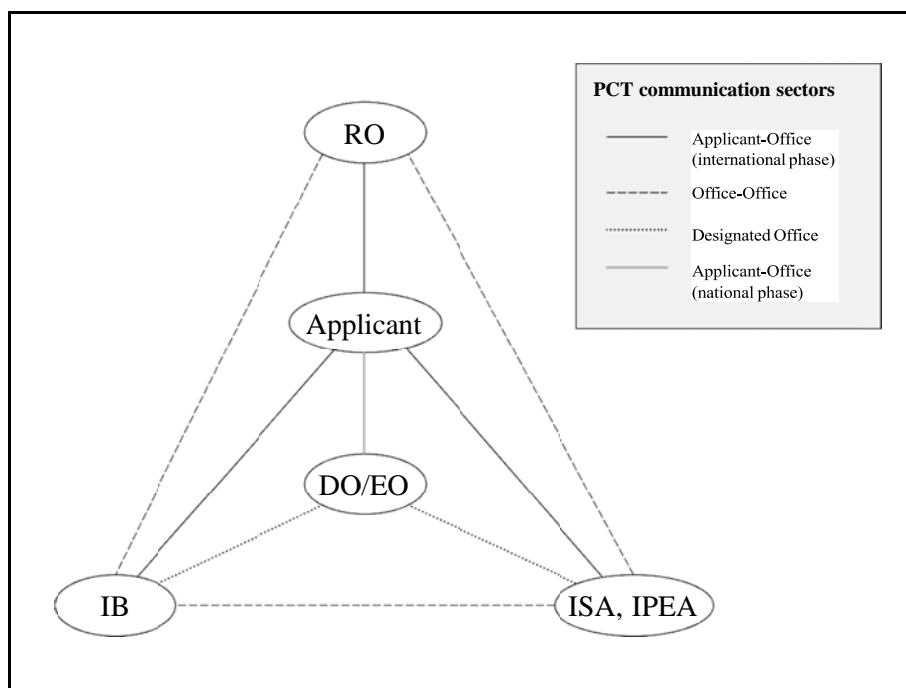 PCT communication sectors
Applicant-Office
(international phase)
Office-Office
Designated Office
Applicant-Office
(national phase)
RO
Applicant
DO/EO
IB
ISA, IPEA